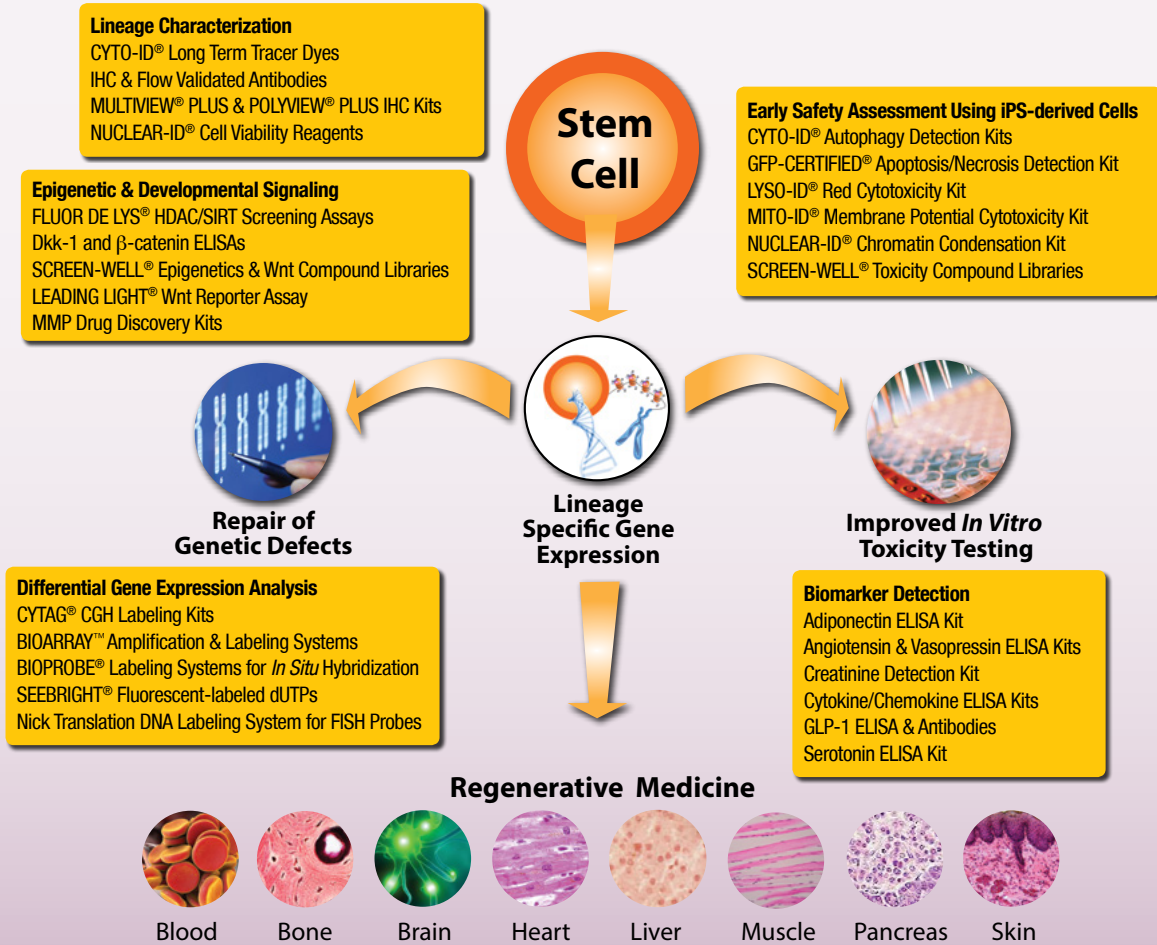 Lineage Characterization
CYTO-ID® Long Term Tracer Dyes
IHC & Flow Validated Antibodies
MULTIVIEW® PLUS & POLYVIEW® PLUS IHC Kits
NUCLEAR-ID® Cell Viability Reagents
Stem
Cell
Early Safety Assessment Using iPS-derived Cells
CYTO-ID® Autophagy Detection Kits
GFP-CERTIFIED® Apoptosis/Necrosis Detection Kit
LYSO-ID® Red Cytotoxicity Kit
MITO-ID® Membrane Potential Cytotoxicity Kit
NUCLEAR-ID® Chromatin Condensation Kit
SCREEN-WELL® Toxicity Compound Libraries
Epigenetic & Developmental Signaling
FLUOR DE LYS® HDAC/SIRT Screening Assays
Dkk-1 and β-catenin ELISAs
SCREEN-WELL® Epigenetics & Wnt Compound Libraries
LEADING LIGHT® Wnt Reporter Assay
MMP Drug Discovery Kits
Repair of
Genetic Defects
Lineage
Specific Gene
Expression
Improved In Vitro
Toxicity Testing
Differential Gene Expression Analysis
CYTAG® CGH Labeling Kits
BIOARRAY™ Amplification & Labeling Systems
BIOPROBE® Labeling Systems for In Situ Hybridization
SEEBRIGHT® Fluorescent-labeled dUTPs
Nick Translation DNA Labeling System for FISH Probes
Biomarker Detection
Adiponectin ELISA Kit
Angiotensin & Vasopressin ELISA Kits
Creatinine Detection Kit
Cytokine/Chemokine ELISA Kits
GLP-1 ELISA & Antibodies
Serotonin ELISA Kit
Regenerative Medicine
Blood Bone Brain Heart Liver Muscle Pancreas Skin